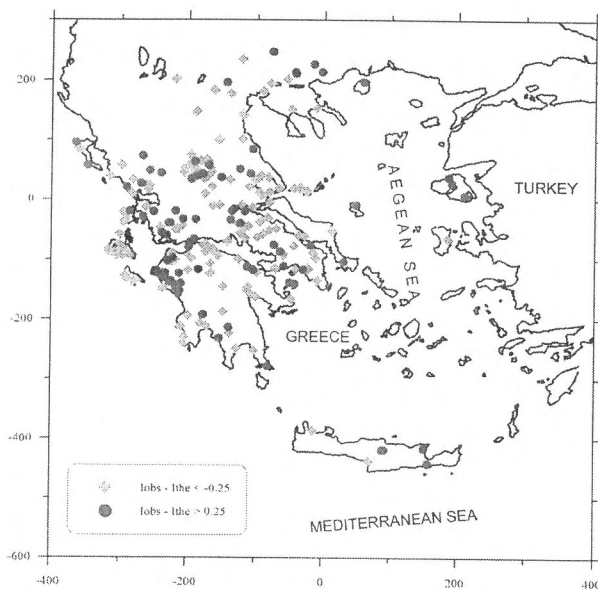 200
0
-200
-400
-600
-400
-200
0
200
400
TURKEY
AEGEAN SEA
GREECE
Iobs - Ithe < -0.25
Iobs - Ithe > 0.25
MEDITERRANEAN SEA